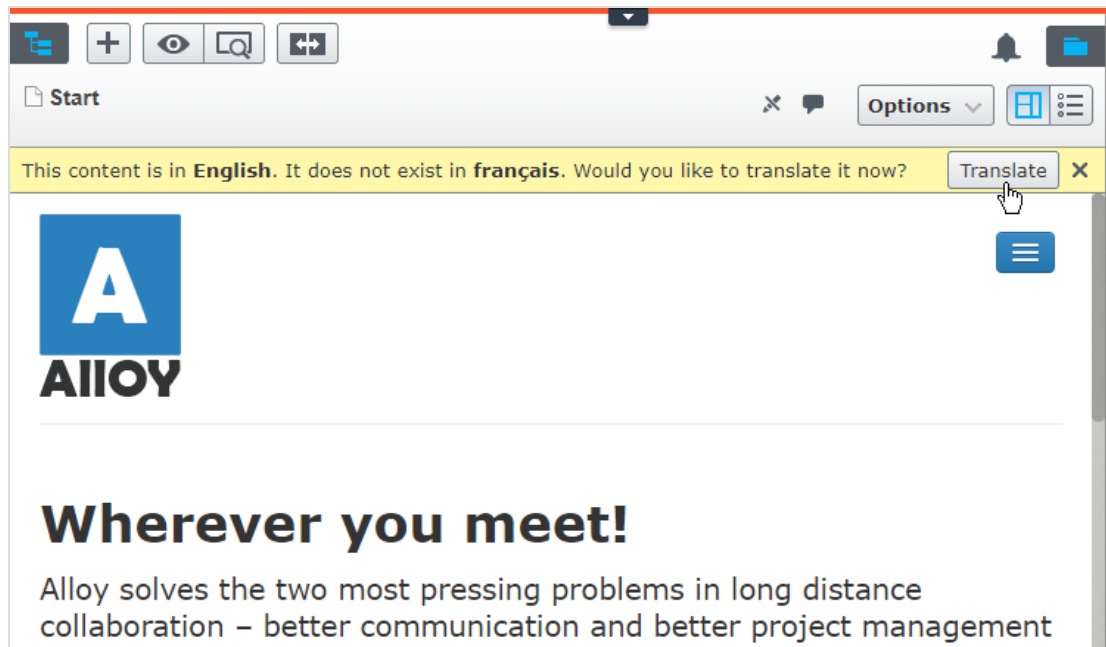 Start
Options
This content is in English. It does not exist in français. Would you like to translate it now?
Translate
A
AllOY
Wherever you meet!
Alloy solves the two most pressing problems in long distance
collaboration – better communication and better project management